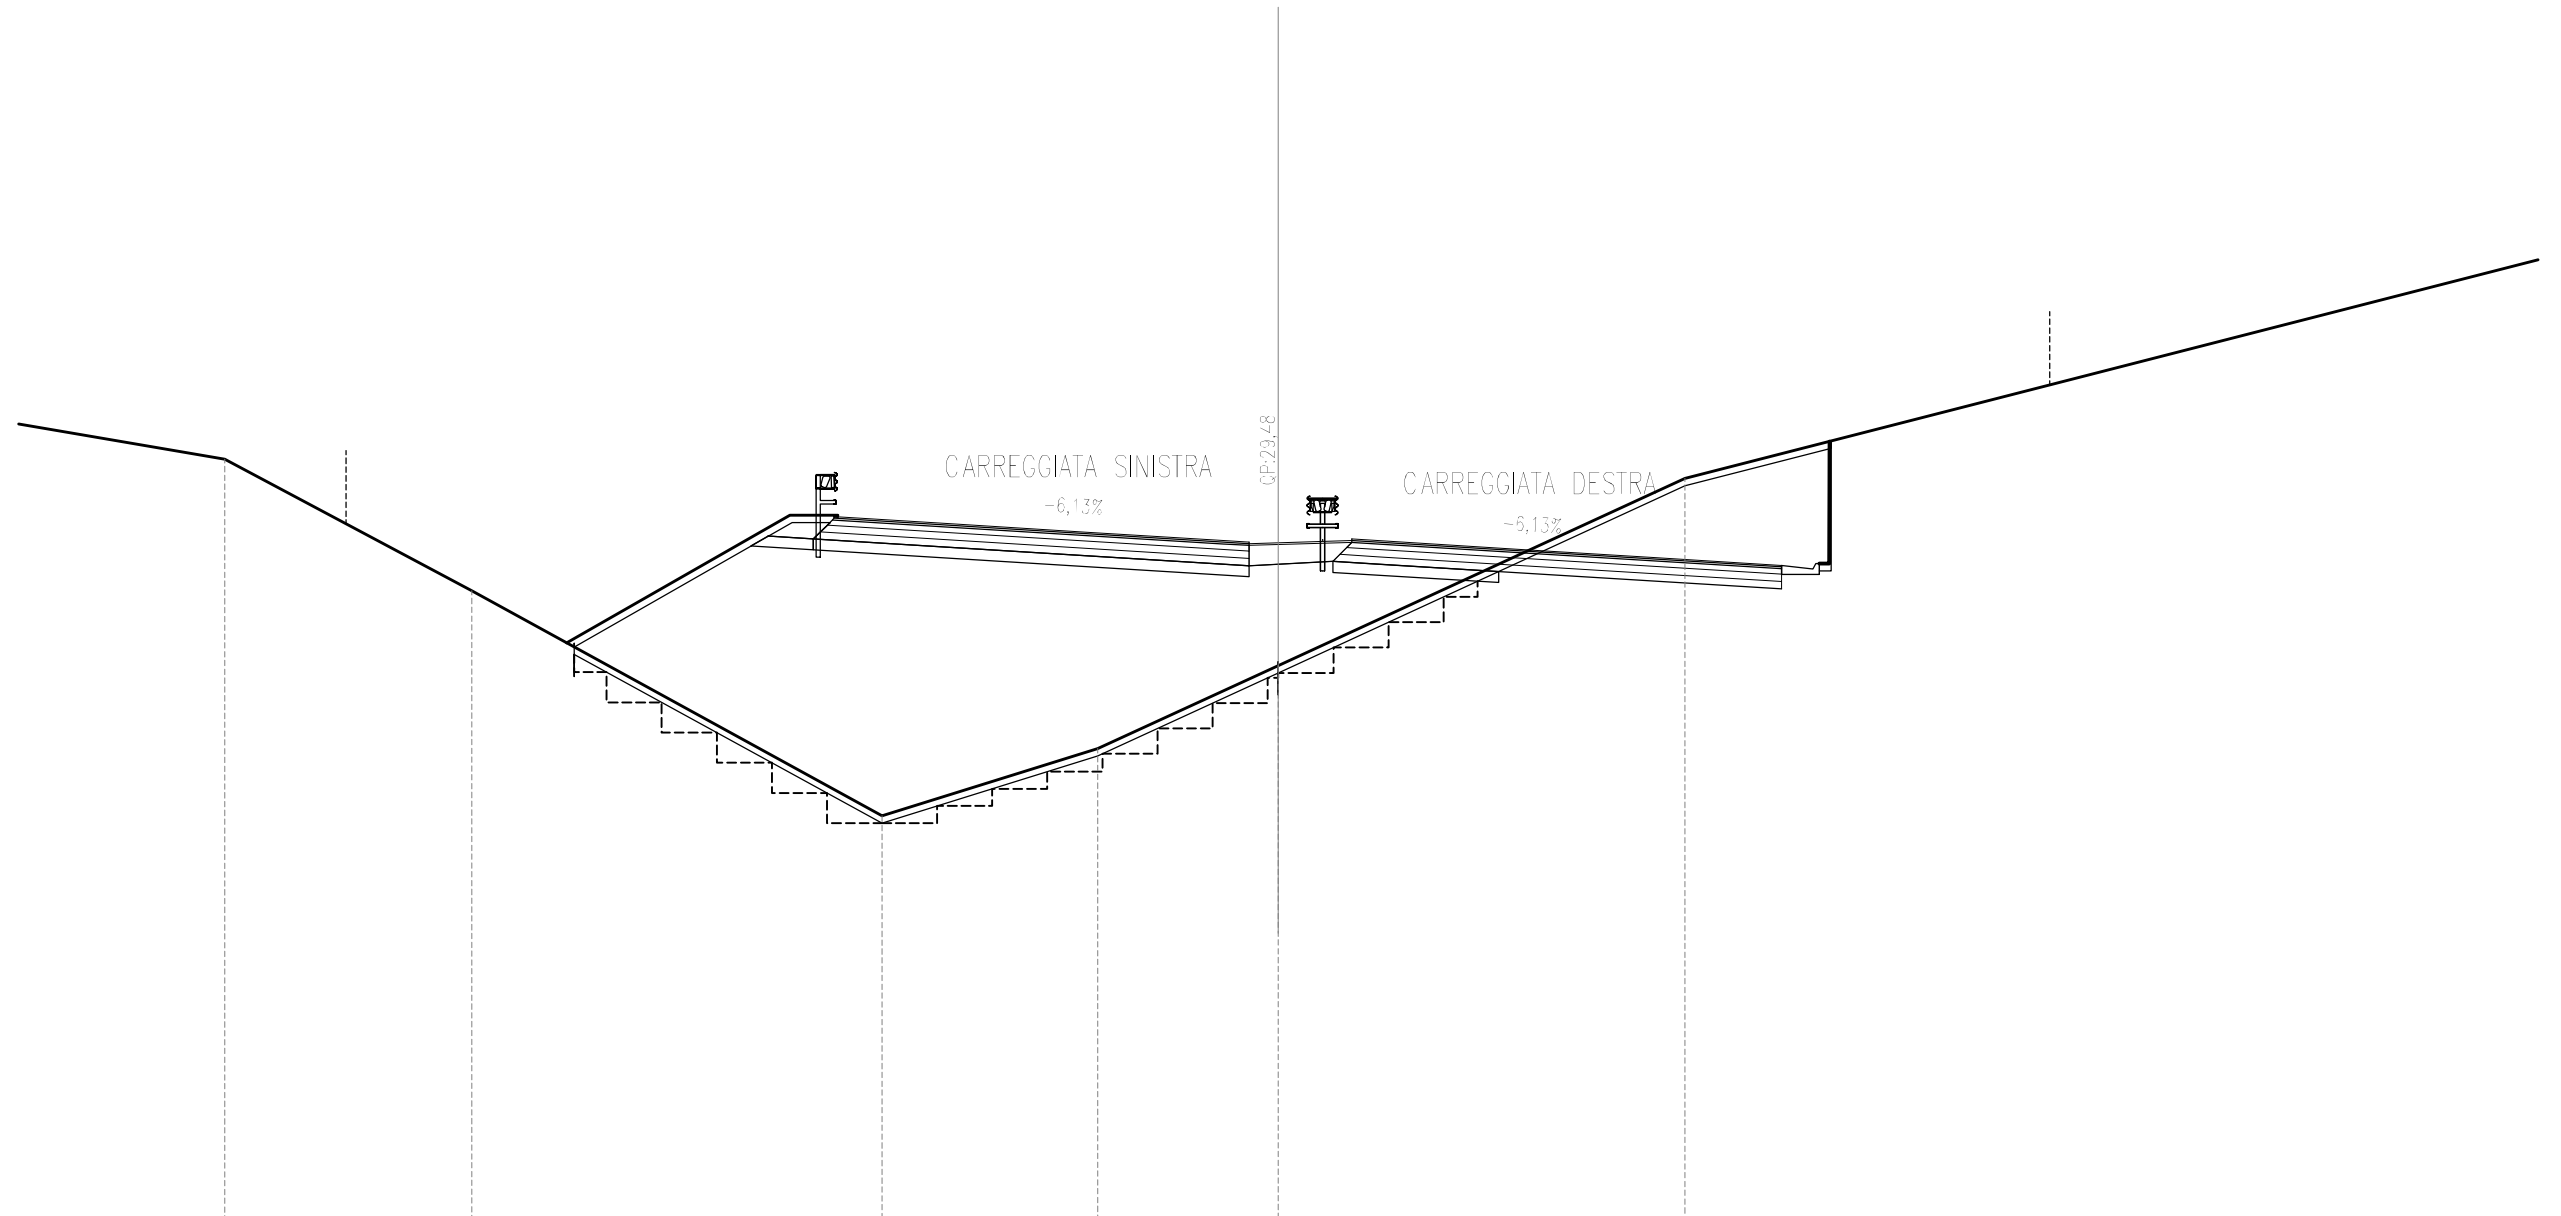 QP:29,48
CARREGGIATA SINISTRA
-6,13%
CARREGGIATA DESTRA
-6,13%